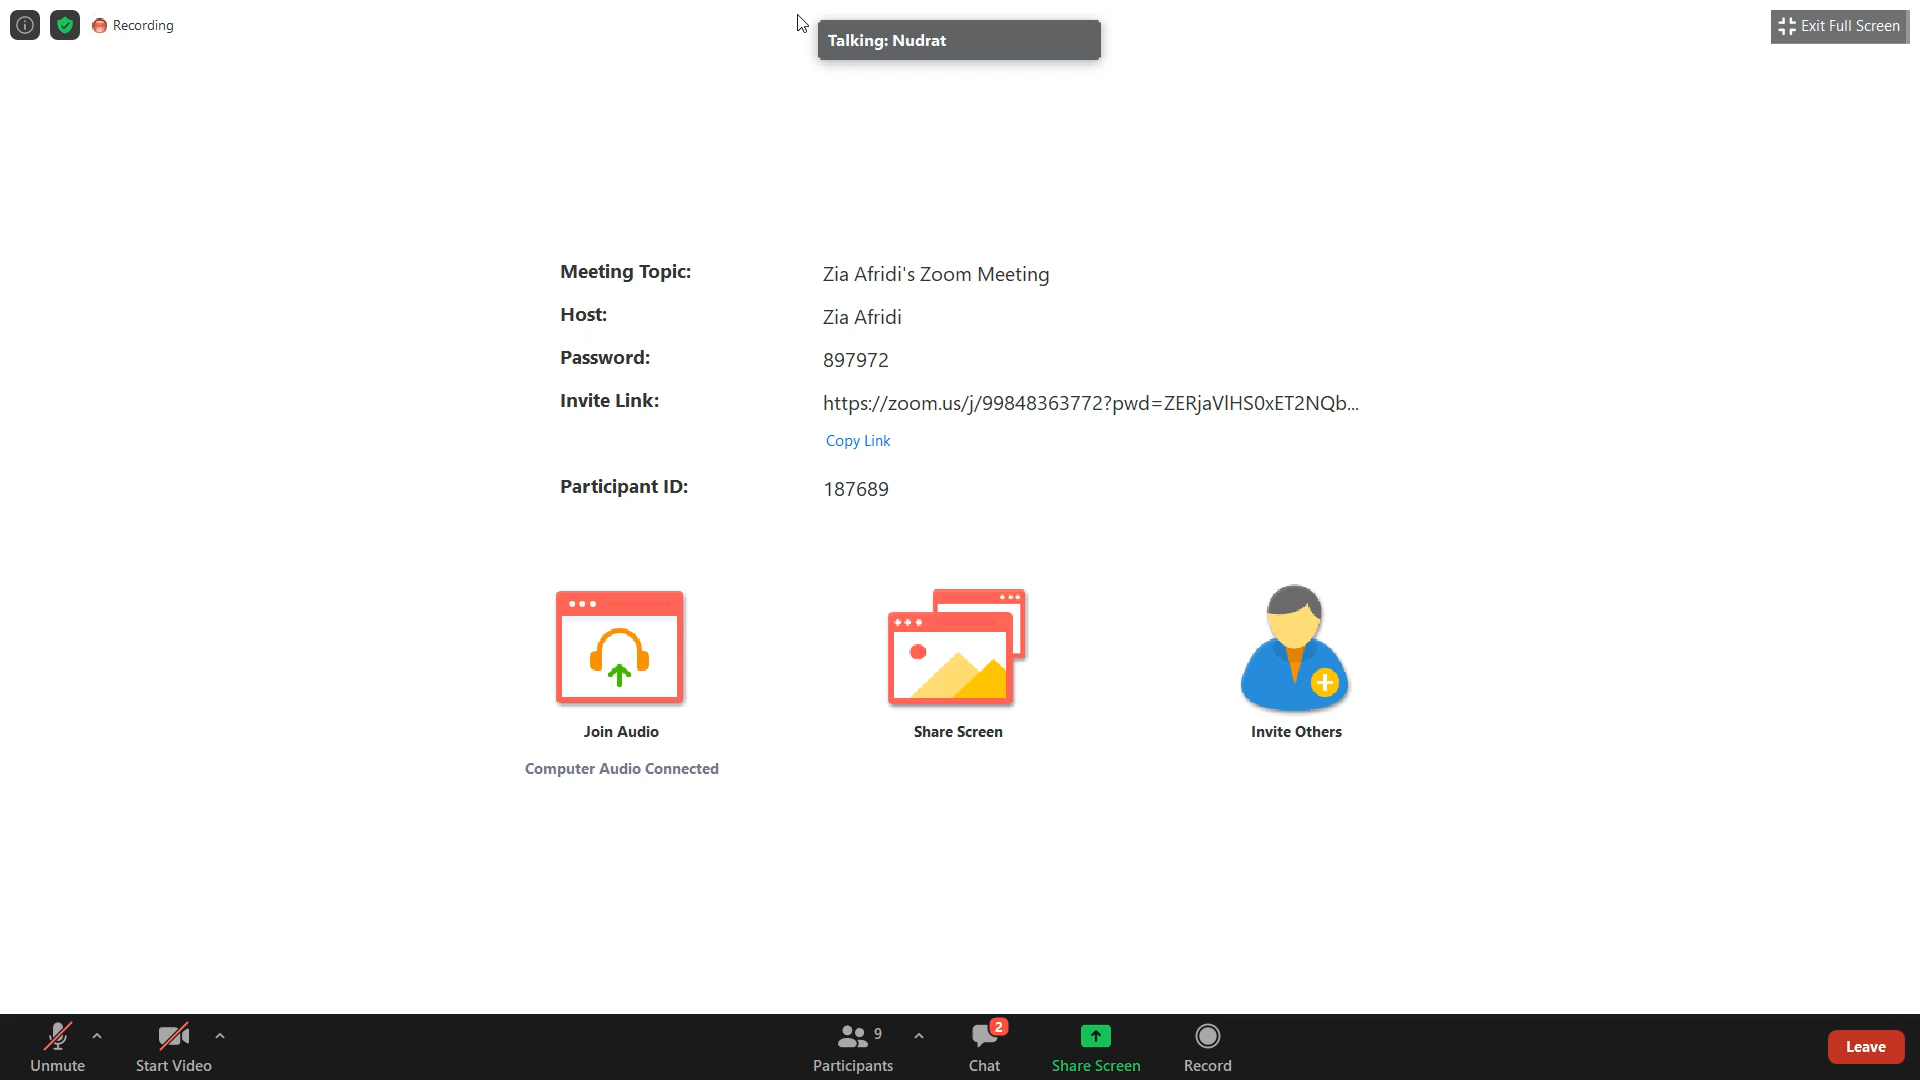 Recording
Talking: Nudrat
Exit Full Screen
Meeting Topic: Zia Afridi's Zoom Meeting
Host: Zia Afridi
Password: 897972
Invite Link: https://zoom.us/j/99848363772?pwd=ZERjaVlHS0xET2NQb...
Copy Link
Participant ID: 187689
Join Audio
Share Screen
Invite Others
Computer Audio Connected
Unmute
Start Video
9
Participants
2
Chat
Share Screen
Record
Leave